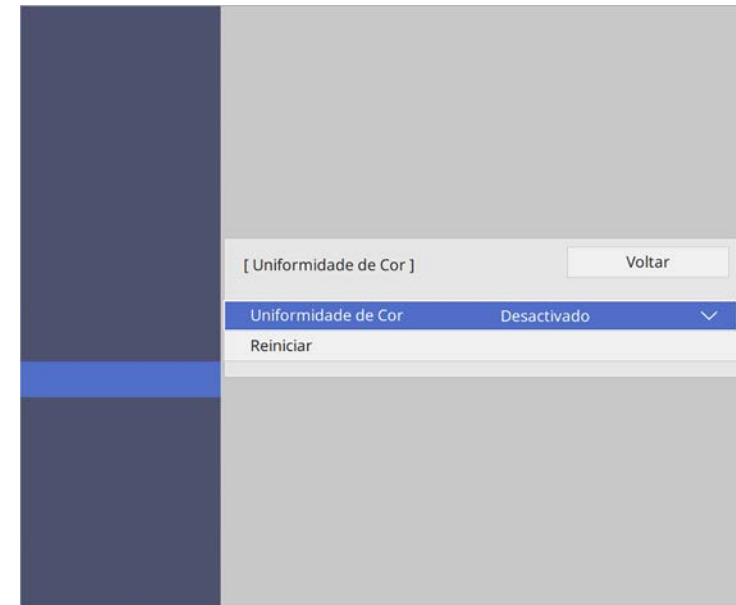 [ Uniformidade de Cor ] Voltar
Uniformidade de Cor Desactivado
Reiniciar